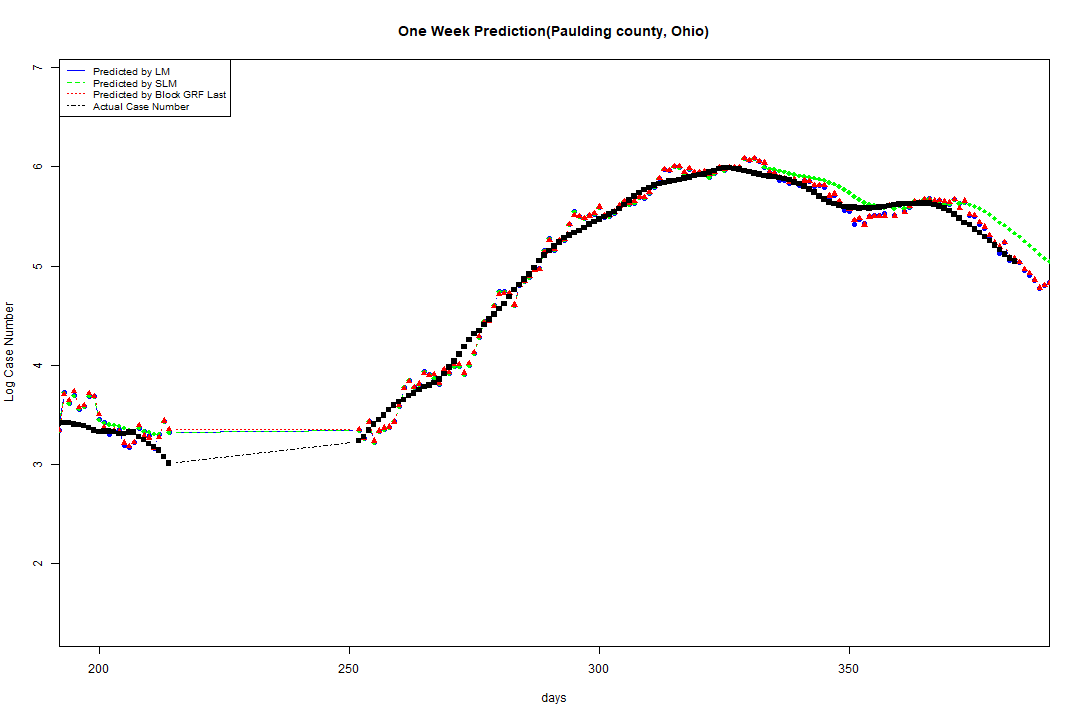 One Week Prediction(Paulding county, Ohio)
Predicted by LM
Predicted by SLM
Predicted by Block GRF Last
Actual Case Number
7
6
5
4
3
2
Log Case Number
200 250 300 350
days